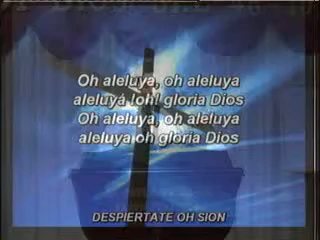 Oh aleluya, oh aleluya
aleluya ¡oh! gloria Dios
Oh aleluya, oh aleluya
aleluya oh gloria Dios
DESPIERTATE OH SION